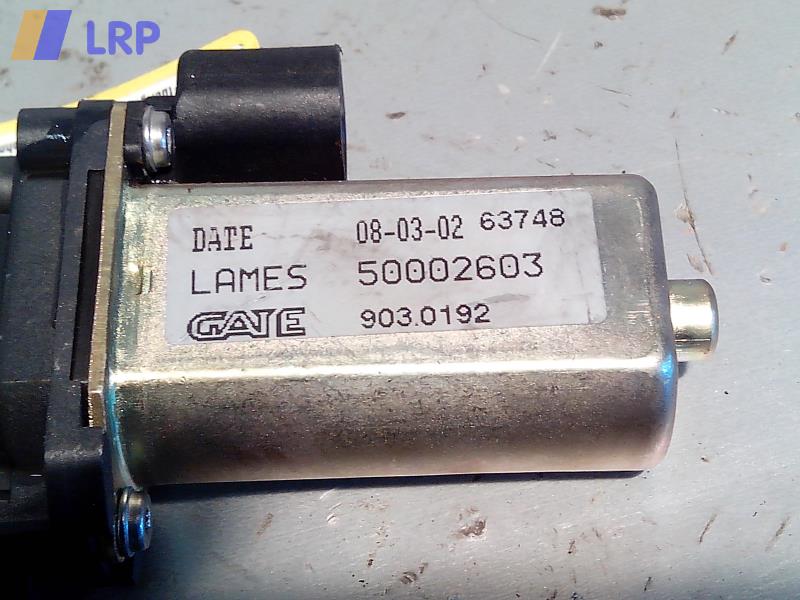 LRP
DATE 08-03-02 63748
LAMES 50002603
GATE 903.0192